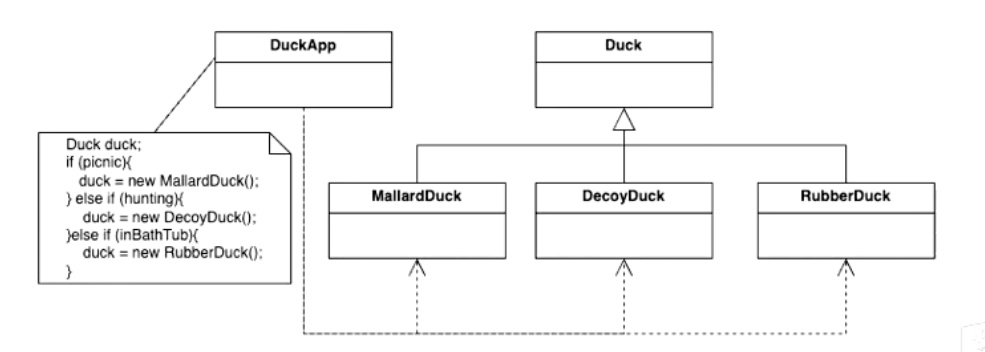 DuckApp
Duck
Duck duck;
if (picnic){
duck = new MallardDuck();
} else if (hunting){
duck = new DecoyDuck();
}else if (inBathTub){
duck = new RubberDuck();
}
MallardDuck
DecoyDuck
RubberDuck